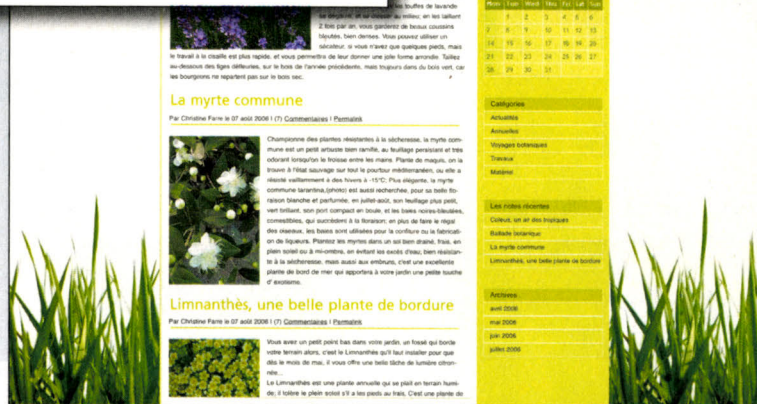 les touffes de lavande
au milieu; en les taillant
2 fois par an, vous garderez de beaux coussins
bleutés, bien denses. Vous pouvez utiliser un
sécateur, si vous n'avez que quelques pieds, mais
le travail à la cisaille est plus rapide, et vous permettra de leur donner une jolie forme arrondie. Taillez
au-dessous des tiges défleuries, sur le bois de l'année précédente, mais toujours dans du bois vert, car
les bourgeons ne repartent pas sur le bois sec.
La myrte commune
Par Christine Farre le 07 août 2006 I (7) Commentaires I Permalink
Championne des plantes résistantes à la sécheresse, la myrte com-
mune est un petit arbuste bien ramifié, au feuillage persistant et très
odorant lorsqu'on le froisse entre les mains. Plante de maquis, on la
trouve à l'état sauvage sur tout le pourtour méditerranéen, ou elle a
résisté vaillamment à des hivers à -15°C; Plus élégante, la myrte
commune tarantina,(photo) est aussi recherchée, pour sa belle flo-
raison blanche et parfumée, en juillet-août, son feuillage plus petit,
vert brillant, son port compact en boule, et les baies noires-bleutées,
comestibles, qui succèdent à la floraison; en plus de faire le régal
des oiseaux, les baies sont utilisées pour la confiture ou la fabricati-
on de liqueurs. Plantez les myrtes dans un sol bien drainé, frais, en
plein soleil ou à mi-ombre, en évitant les excès d'eau; bien résistan-
te à la sécheresse, mais aussi aux embruns, c'est une excellente
plante de bord de mer qui apportera à votre jardin une petite touche
d' exotisme.
Limnanthès, une belle plante de bordure
Par Christine Farre le 07 août 2006 I (7) Commentaires I Permalink
Vous avez un petit point bas dans votre jardin, un fossé qui borde
votre terrain alors, c'est le Limnanthès qu'il faut installer pour que
dès le mois de mai, il vous offre une belle tâche de lumière citron-
née...
Le Limnanthès est une plante annuelle qui se plaît en terrain humi-
de; il tolère le plein soleil s'il a les pieds au frais. C'est une plante de
1 2 3 4 5 6
7 8 9 10 11 12 13
14 15 16 17 18 19 20
21 22 23 24 25 26 27
28 29 30 31
Catégories
Actualités
Annuelles
Voyages botaniques
Travaux
Matériel
Les notes récentes
Coleus, un air des tropiques
Ballade botanique
La myrte commune
Limnanthès, une belle plante de bordure
Archives
avril 2006
mai 2006
juin 2006
juillet 2006